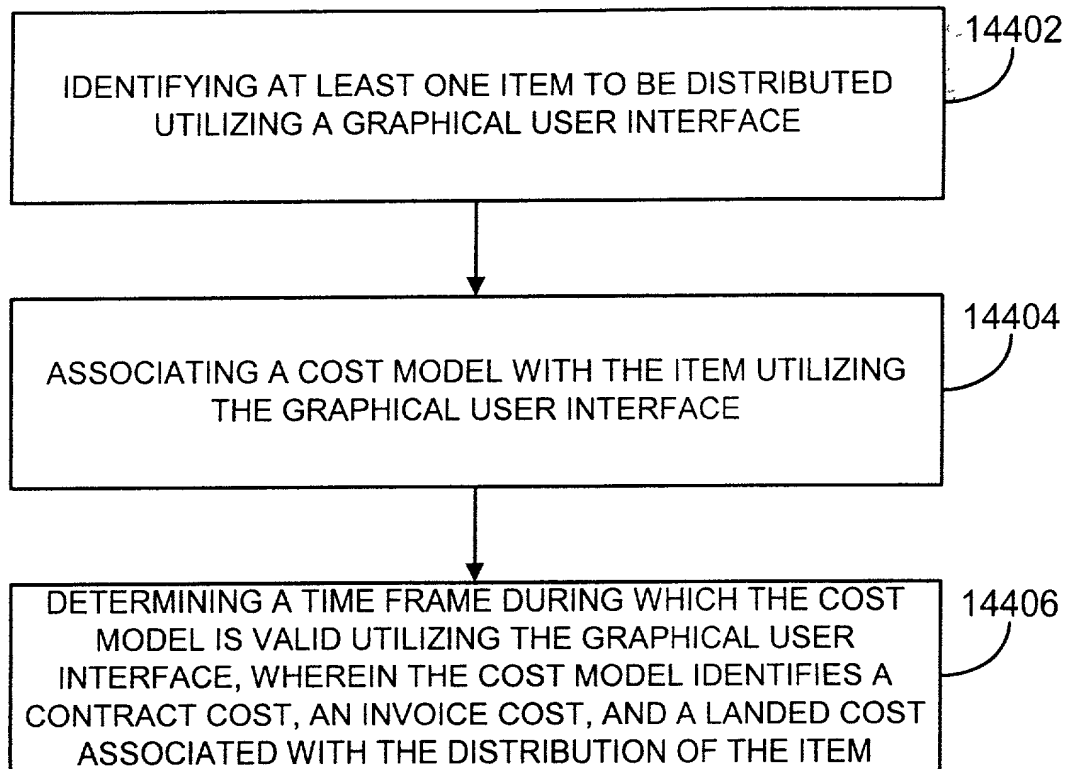 14402
IDENTIFYING AT LEAST ONE ITEM TO BE DISTRIBUTED
UTILIZING A GRAPHICAL USER INTERFACE
14404
ASSOCIATING A COST MODEL WITH THE ITEM UTILIZING
THE GRAPHICAL USER INTERFACE
14406
DETERMINING A TIME FRAME DURING WHICH THE COST
MODEL IS VALID UTILIZING THE GRAPHICAL USER
INTERFACE, WHEREIN THE COST MODEL IDENTIFIES A
CONTRACT COST, AN INVOICE COST, AND A LANDED COST
ASSOCIATED WITH THE DISTRIBUTION OF THE ITEM